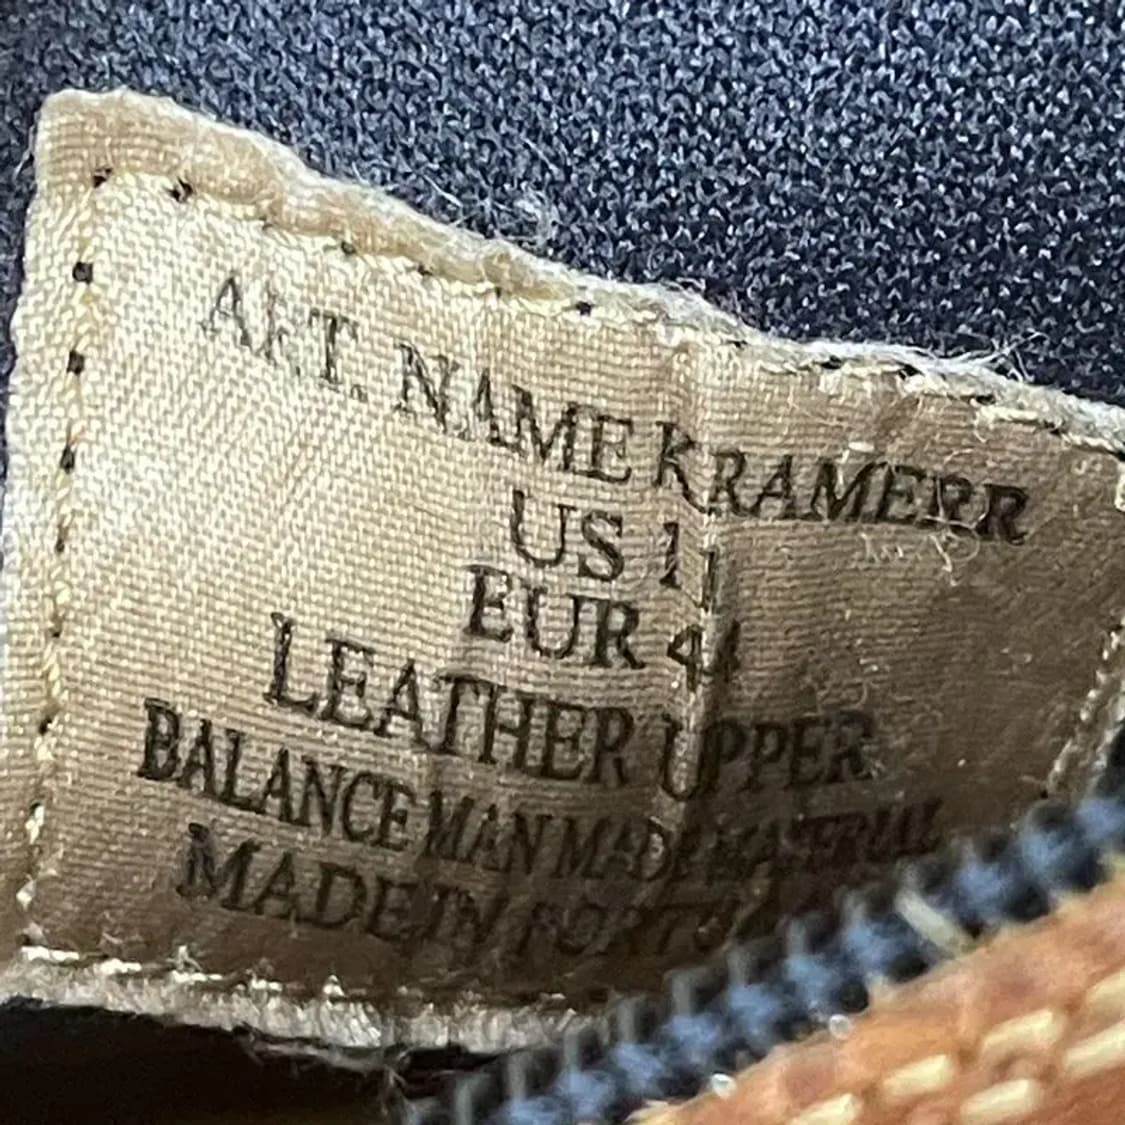 ART. NAME KRAMERR
US 11
EUR 44
LEATHER UPPER
BALANCE MAN MADE MATERIAL
MADE IN